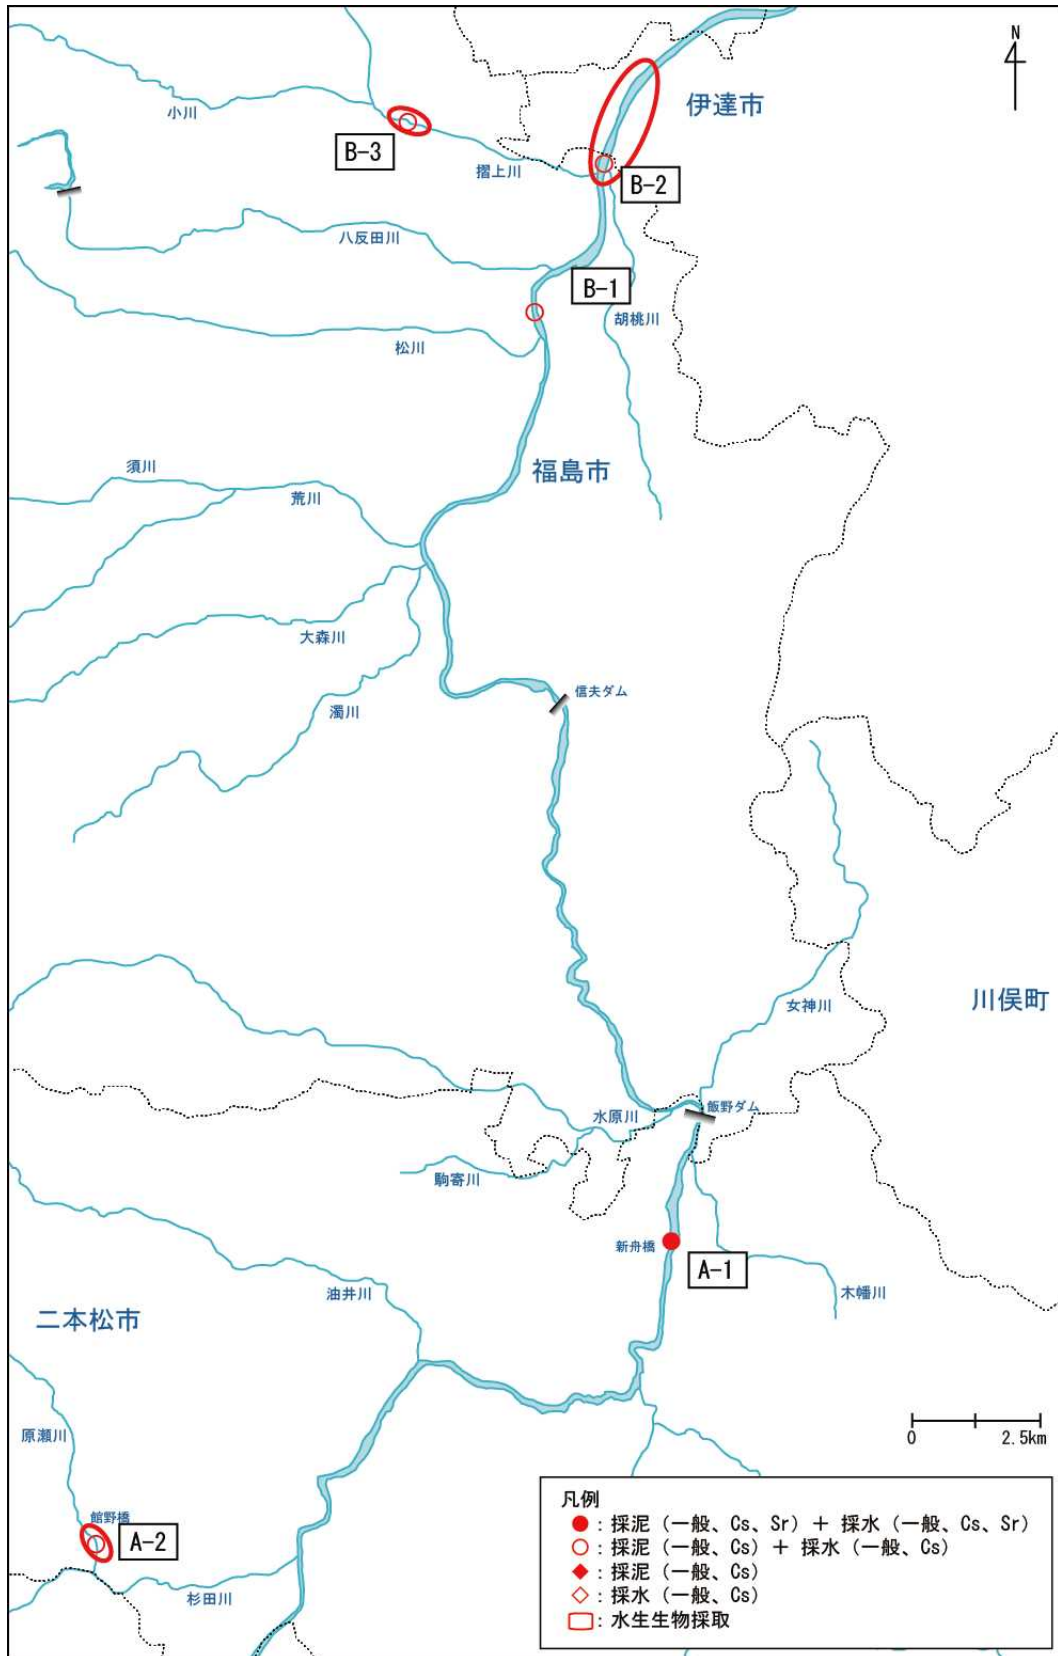 N
伊達市
小川
B-3
摺上川
B-2
八反田川
B-1
胡桃川
松川
福島市
須川
荒川
大森川
濁川
信夫ダム
女神川
川俣町
飯野ダム
水原川
駒寄川
新舟橋
A-1
木幡川
油井川
二本松市
原瀬川
0 2.5km
館野橋
A-2
杉田川
凡例
●：採泥（一般、Cs、Sr）＋ 採水（一般、Cs、Sr）
○：採泥（一般、Cs）＋ 採水（一般、Cs）
◆：採泥（一般、Cs）
◇：採水（一般、Cs）
：水生生物採取